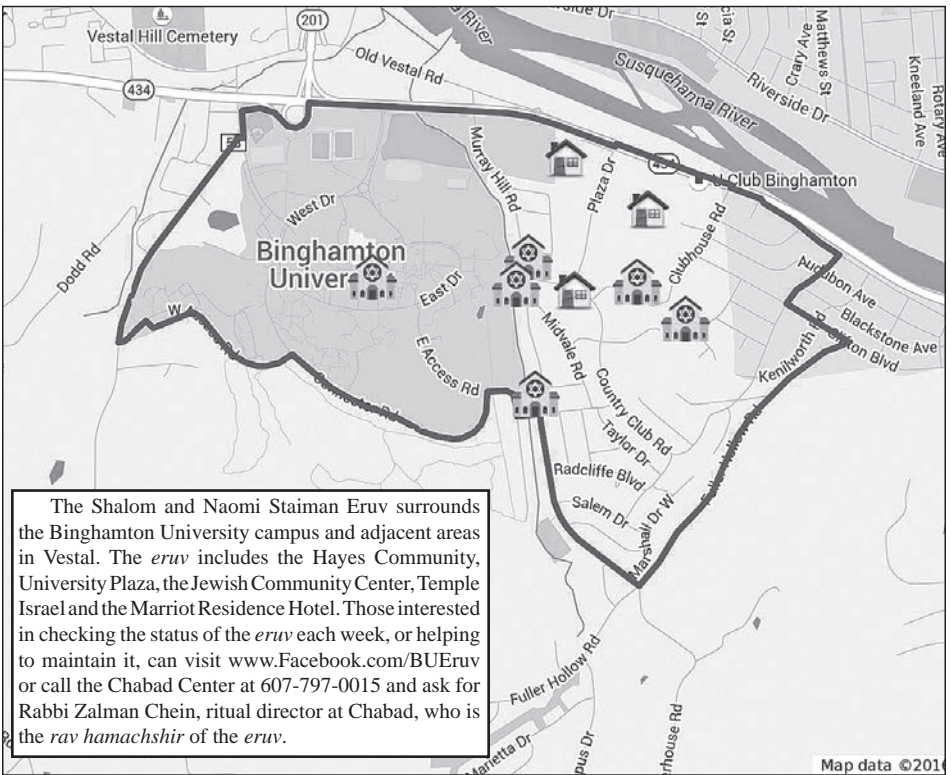 201
Vestal Hill Cemetery
Old Vestal Rd
434
River
Susquehanna River
Riverside Dr
Crary Ave
Matthews St
Kneeland Ave
Rotary Ave
St
Murray Hill Rd
Plaza Dr
U Club Binghamton
West Dr
Clubhouse Rd
Dodd Rd
Binghamton
East Dr
Audubon Ave
Blackstone Ave
Midvale Rd
Kenilworth
E Access Rd
Country Club Rd
Taylor Dr
Radcliffe Blvd
Salem Dr
Marshall Dr W
The Shalom and Naomi Staiman Eruv surrounds
the Binghamton University campus and adjacent areas
in Vestal. The eruv includes the Hayes Community,
University Plaza, the Jewish Community Center, Temple
Israel and the Marriot Residence Hotel. Those interested
in checking the status of the eruv each week, or helping
to maintain it, can visit www.Facebook.com/BUEruv
or call the Chabad Center at 607-797-0015 and ask for
Rabbi Zalman Chein, ritual director at Chabad, who is
the rav hamachshir of the eruv.
Fuller Hollow Rd
Marietta Dr
Map data ©201